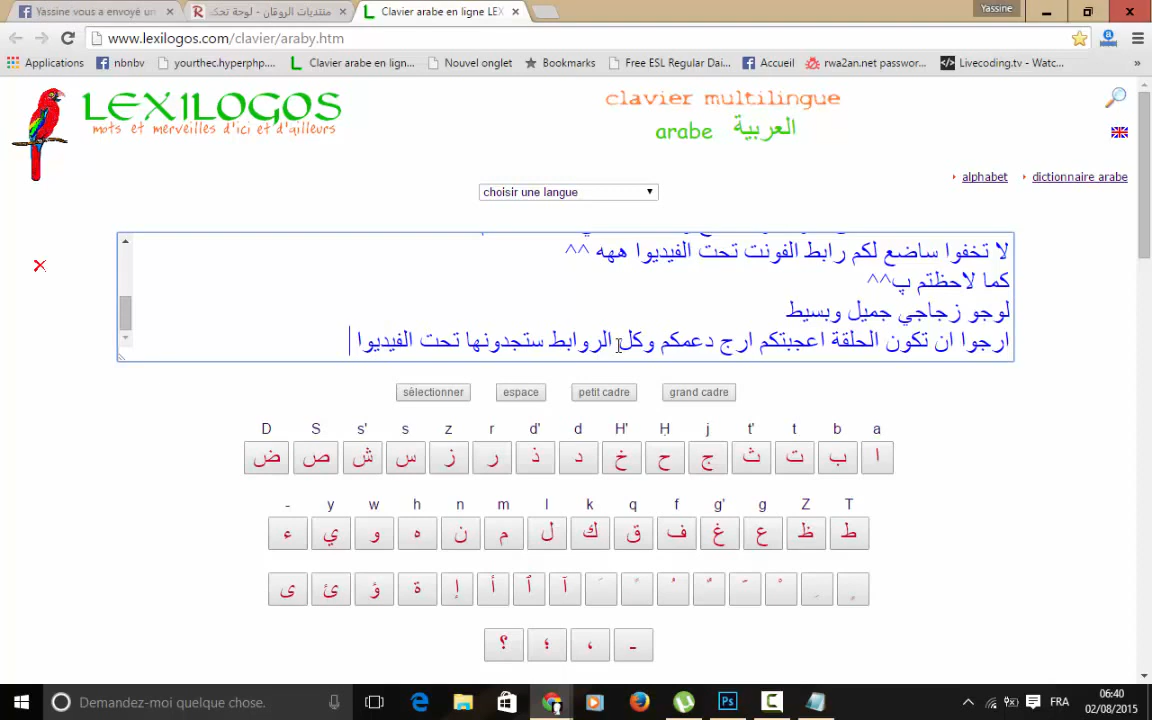 Yassine vous a envoyé un
منتديات الروقان - لوحة تحك
Clavier arabe en ligne LEX
Yassine
www.lexilogos.com/clavier/araby.htm
Applications nbnbv yourthec.hyperphp.... Clavier arabe en lign... Nouvel onglet Bookmarks Free ESL Regular Dai... Accueil rwa2an.net passwor... Livecoding.tv - Watc... »
LEXILOGOS
mots et merveilles d'ici et d'ailleurs
clavier multilingue
arabe العربية
alphabet dictionnaire arabe
choisir une langue
لا تخفوا ساضع لكم رابط الفونت تحت الفيديوا ههه ^^
كما لاحظتم پ^^
لوجو زجاجي جميل وبسيط
ارجوا ان تكون الحلقة اعجبتكم ارج دعمكم وكل الروابط ستجدونها تحت الفيديوا
sélectionner espace petit cadre grand cadre
D S s' s z r d' d H' Ḥ j t' t b a
ض ص ش س ز ر ذ د خ ح ج ث ت ب ا
- y w h n m l k q f g' g Z T
ء ي و ه ن م ل ك ق ف غ ع ظ ط
ى ئ ؤ ة إ أ ٱ آ
؟ ؛ ، ـ
Demandez-moi quelque chose.
FRA
06:40
02/08/2015